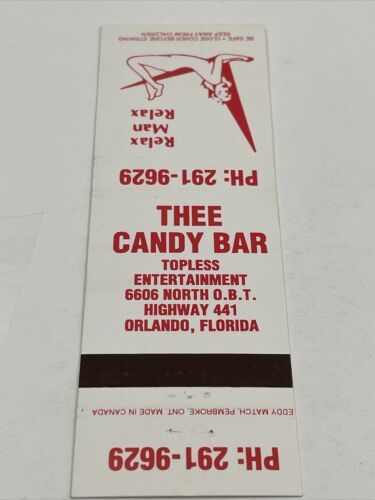 BE SAFE • CLOSE COVER BEFORE STRIKING
KEEP AWAY FROM CHILDREN
Relax
Man
Relax
PH: 291-9629
THEE
CANDY BAR
TOPLESS
ENTERTAINMENT
6606 NORTH O.B.T.
HIGHWAY 441
ORLANDO, FLORIDA
EDDY MATCH, PEMBROKE, ONT. MADE IN CANADA
PH: 291-9629